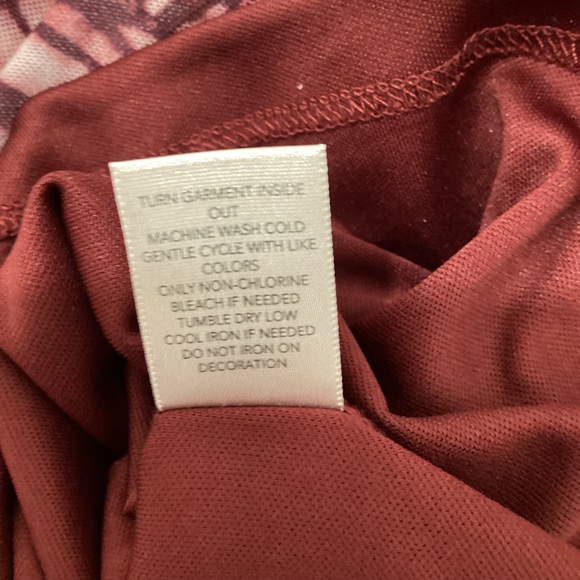 TURN GARMENT INSIDE
OUT
MACHINE WASH COLD
GENTLE CYCLE WITH LIKE
COLORS
ONLY NON-CHLORINE
BLEACH IF NEEDED
TUMBLE DRY LOW
COOL IRON IF NEEDED
DO NOT IRON ON
DECORATION